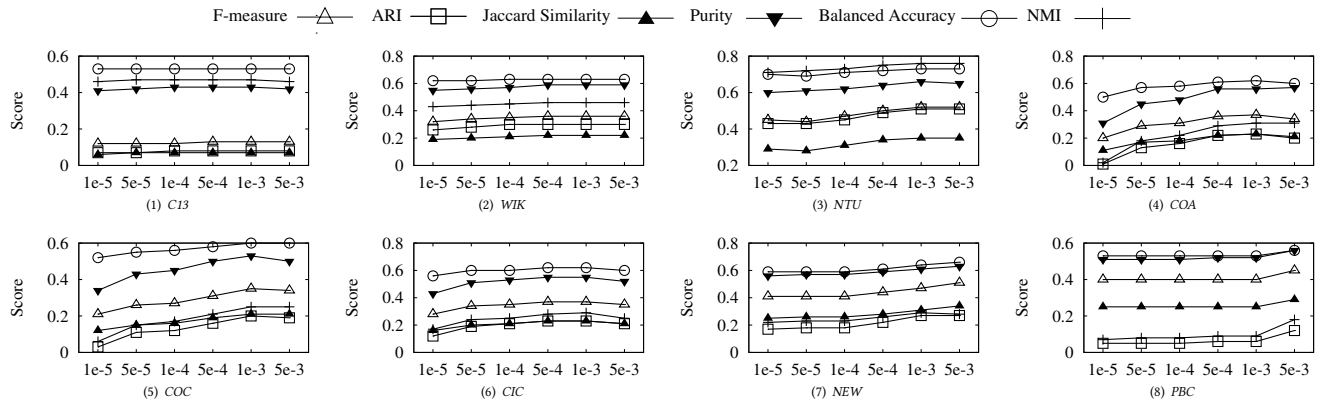 F-measure ARI Jaccard Similarity Purity Balanced Accuracy NMI
Score 0.6 0.4 0.2 0
1e-5 5e-5 1e-4 5e-4 1e-3 5e-3
(1) C13
Score 0.8 0.6 0.4 0.2 0
1e-5 5e-5 1e-4 5e-4 1e-3 5e-3
(2) WIK
Score 0.8 0.6 0.4 0.2
1e-5 5e-5 1e-4 5e-4 1e-3 5e-3
(3) NTU
Score 0.8 0.6 0.4 0.2 0
1e-5 5e-5 1e-4 5e-4 1e-3 5e-3
(4) COA
Score 0.6 0.4 0.2 0
1e-5 5e-5 1e-4 5e-4 1e-3 5e-3
(5) COC
Score 0.8 0.6 0.4 0.2 0
1e-5 5e-5 1e-4 5e-4 1e-3 5e-3
(6) CIC
Score 0.8 0.6 0.4 0.2 0
1e-5 5e-5 1e-4 5e-4 1e-3 5e-3
(7) NEW
Score 0.6 0.4 0.2 0
1e-5 5e-5 1e-4 5e-4 1e-3 5e-3
(8) PBC